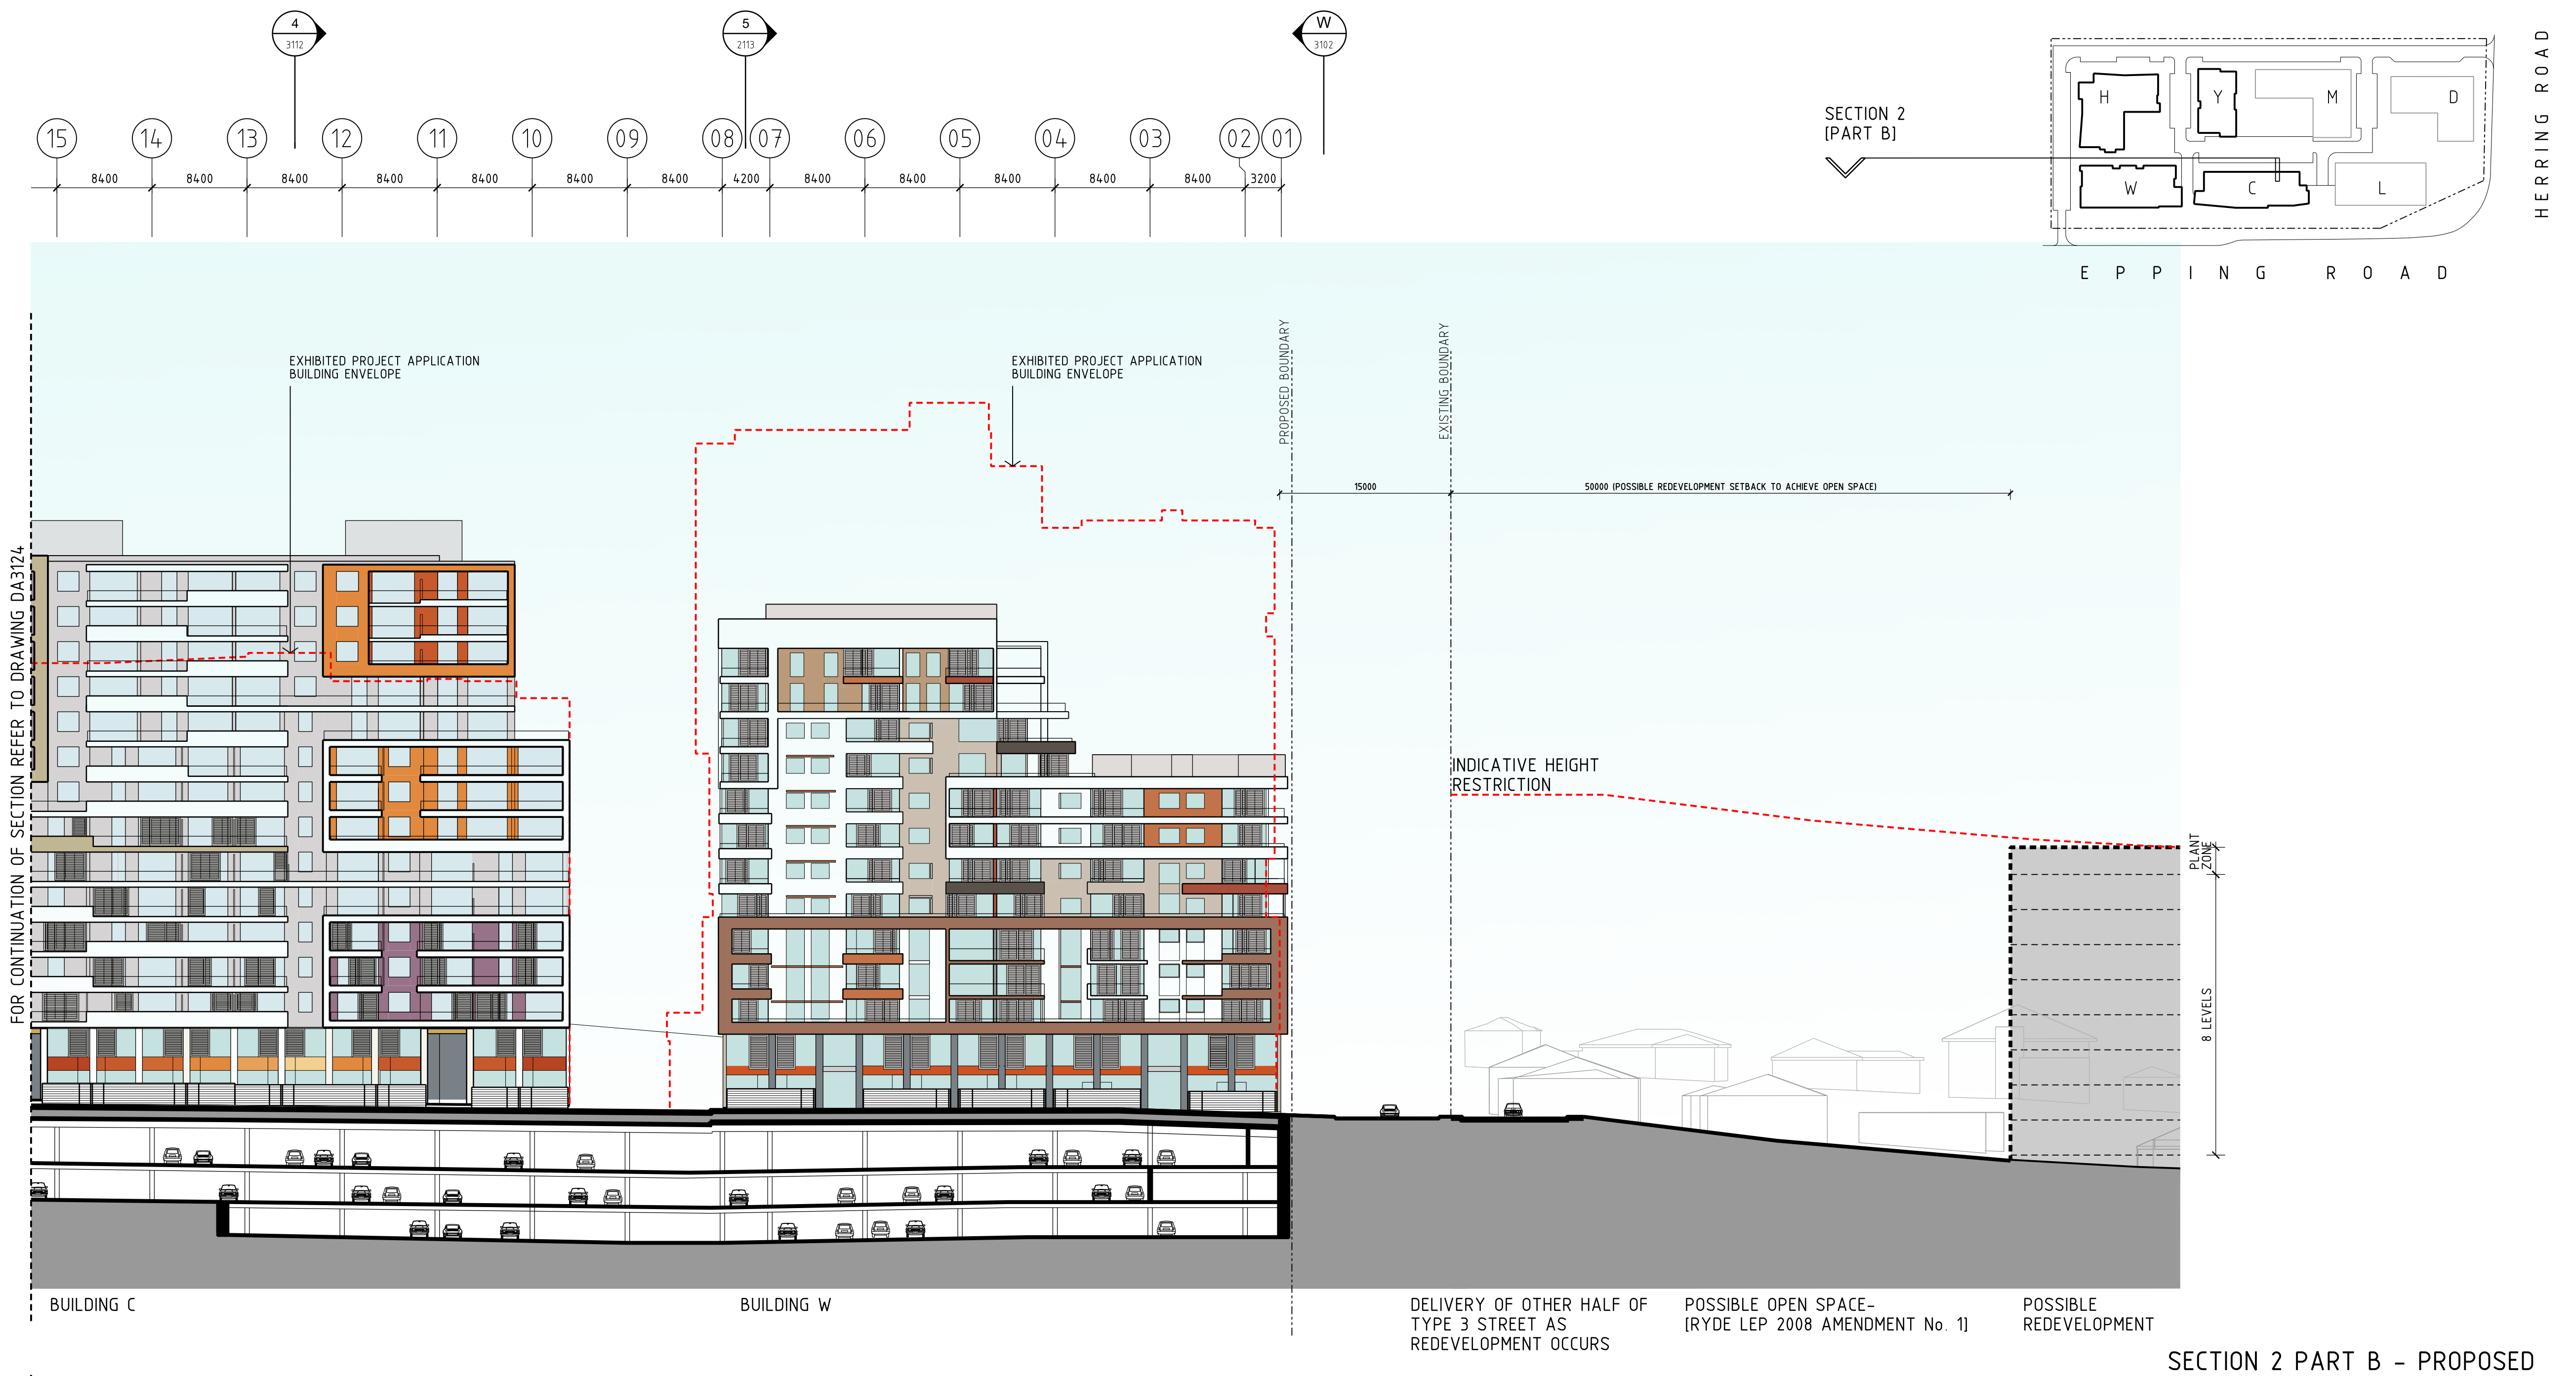 4
3112
5
2113
W
3102
15
14
13
12
11
10
09
08
07
06
05
04
03
02
01
8400
8400
8400
8400
8400
8400
8400
4200
8400
8400
8400
8400
8400
3200
SECTION 2
[PART B]
H
Y
M
D
W
C
L
HERRING ROAD
EPPING ROAD
EXHIBITED PROJECT APPLICATION
BUILDING ENVELOPE
EXHIBITED PROJECT APPLICATION
BUILDING ENVELOPE
PROPOSED BOUNDARY
EXISTING BOUNDARY
15000
50000 (POSSIBLE REDEVELOPMENT SETBACK TO ACHIEVE OPEN SPACE)
FOR CONTINUATION OF SECTION REFER TO DRAWING DA3124
INDICATIVE HEIGHT
RESTRICTION
PLANT
ZONE
8 LEVELS
BUILDING C
BUILDING W
DELIVERY OF OTHER HALF OF
TYPE 3 STREET AS
REDEVELOPMENT OCCURS
POSSIBLE OPEN SPACE-
[RYDE LEP 2008 AMENDMENT No. 1]
POSSIBLE
REDEVELOPMENT
SECTION 2 PART B - PROPOSED